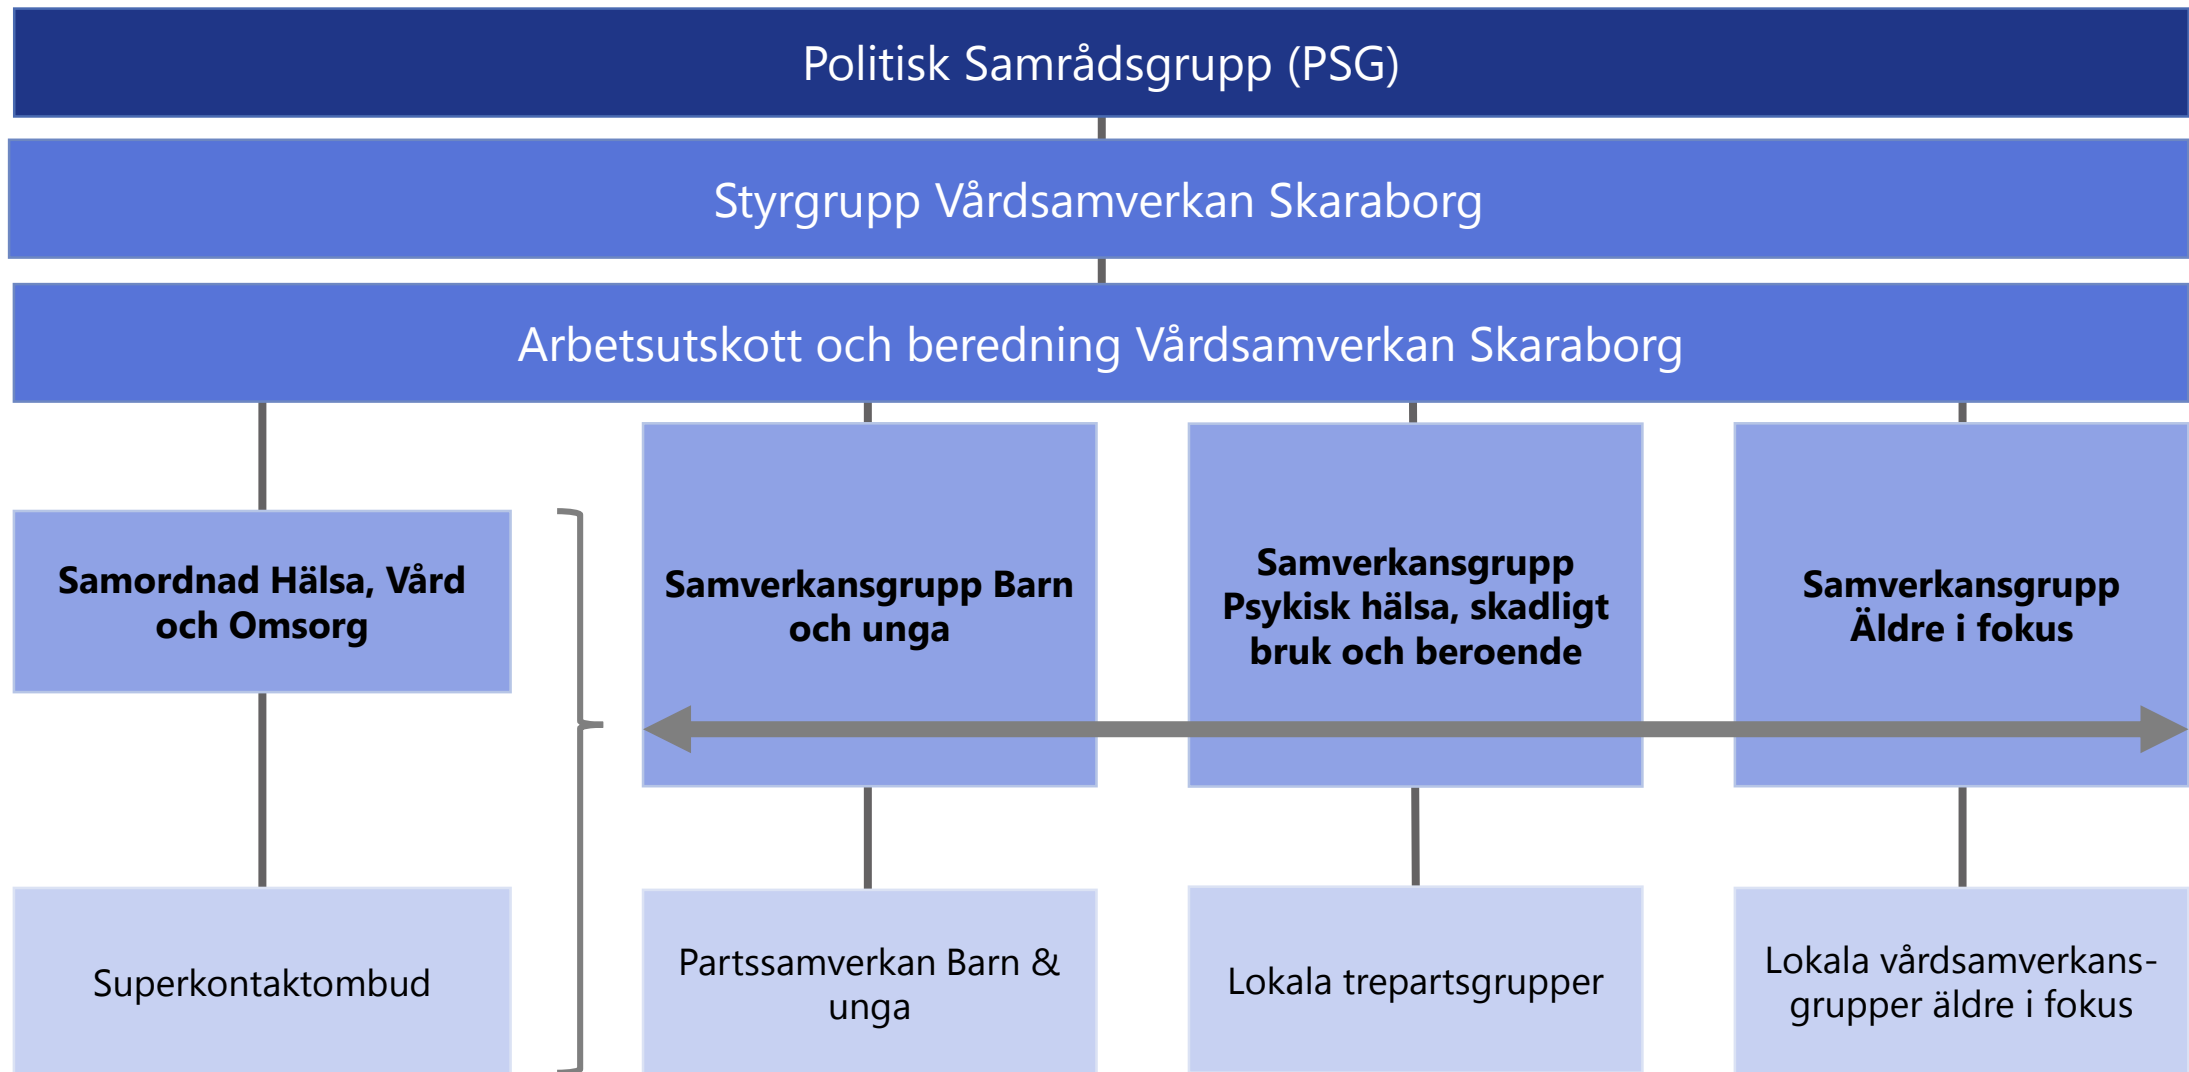 Politisk Samrådsgrupp (PSG)
Styrgrupp Vårdsamverkan Skaraborg
Arbetsutskott och beredning Vårdsamverkan Skaraborg
Samordnad Hälsa, Vård
och Omsorg
Samverkansgrupp Barn
och unga
Samverkansgrupp
Psykisk hälsa, skadligt
bruk och beroende
Samverkansgrupp
Äldre i fokus
Superkontaktombud
Partssamverkan Barn &
unga
Lokala trepartsgrupper
Lokala vårdsamverkans-
grupper äldre i fokus